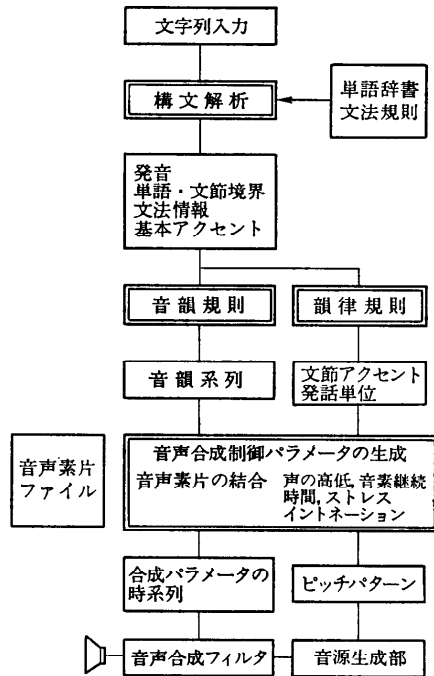 文字列入力
構文解析
単語辞書
文法規則
発音
単語・文節境界
文法情報
基本アクセント
音韻規則
韻律規則
音韻系列
文節アクセント
発話単位
音声素片
ファイル
音声合成制御パラメータの生成
音声素片の結合
声の高低, 音素継続
時間, ストレス
イントネーション
合成パラメータの
時系列
ピッチパターン
音声合成フィルタ
音源生成部